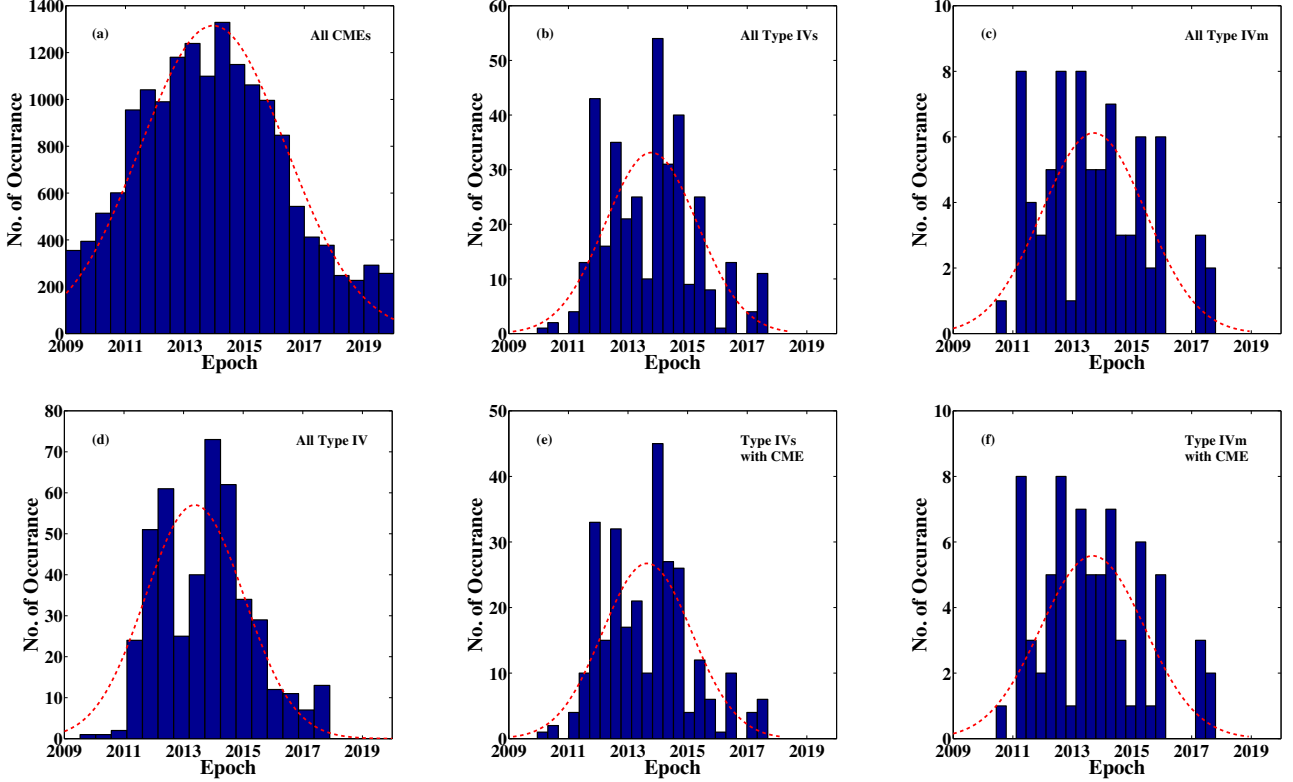 (a) All CMEs
No. of Occurance
1400
1200
1000
800
600
400
200
0
2009 2011 2013 2015 2017 2019
Epoch
(b) All Type IVs
No. of Occurance
60
50
40
30
20
10
0
2009 2011 2013 2015 2017 2019
Epoch
(c) All Type IVm
No. of Occurance
10
8
6
4
2
0
2009 2011 2013 2015 2017 2019
Epoch
(d) All Type IV
No. of Occurance
80
70
60
50
40
30
20
10
0
2009 2011 2013 2015 2017 2019
Epoch
(e) Type IVs
with CME
No. of Occurance
50
40
30
20
10
0
2009 2011 2013 2015 2017 2019
Epoch
(f) Type IVm
with CME
No. of Occurance
10
8
6
4
2
0
2009 2011 2013 2015 2017 2019
Epoch